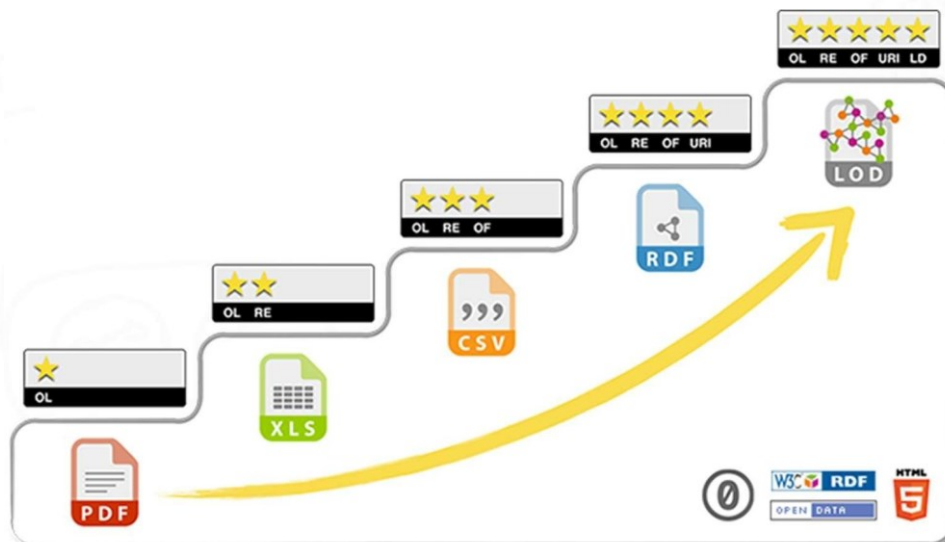 OL RE OF URI LD
LOD
OL RE OF URI
RDF
OL RE OF
CSV
OL RE
XLS
OL
PDF
0
W3C RDF
OPEN DATA
HTML
5